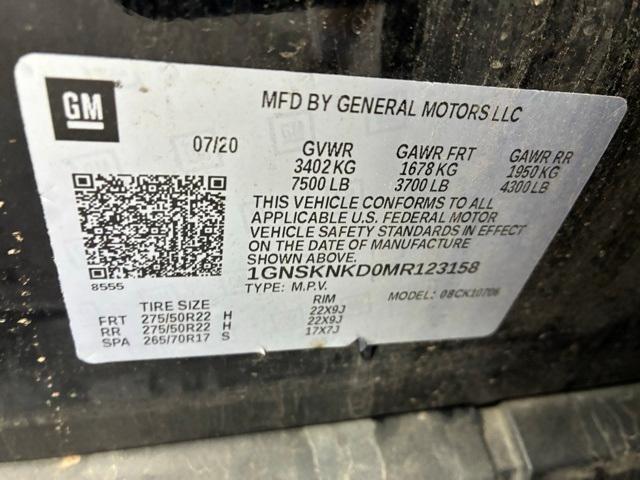 GM
MFD BY GENERAL MOTORS LLC
07/20
GVWR GAWR FRT GAWR RR
3402 KG 1678 KG 1950 KG
7500 LB 3700 LB 4300 LB
THIS VEHICLE CONFORMS TO ALL
APPLICABLE U.S. FEDERAL MOTOR
VEHICLE SAFETY STANDARDS IN EFFECT
ON THE DATE OF MANUFACTURE
SHOWN ABOVE.
8555
1GNSKNKD0MR123158
TYPE: M.P.V. MODEL: 08CK10706
TIRE SIZE RIM
FRT 275/50R22 H 22X9J
RR 275/50R22 H 22X9J
SPA 265/70R17 S 17X7J